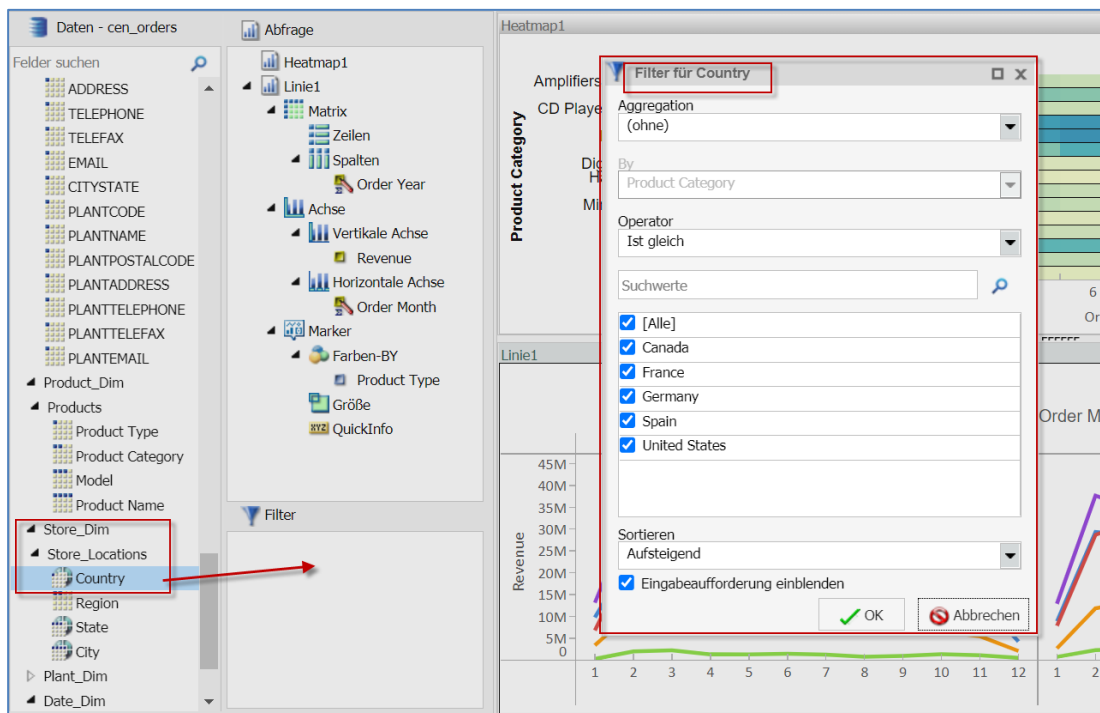 Daten - cen_orders
Felder suchen
ADDRESS
TELEPHONE
TELEFAX
EMAIL
CITYSTATE
PLANTCODE
PLANTNAME
PLANTPOSTALCODE
PLANTADDRESS
PLANTTELEPHONE
PLANTTELEFAX
PLANTEMAIL
Product_Dim
Products
Product Type
Product Category
Model
Product Name
Store_Dim
Store_Locations
Country
Region
State
City
Plant_Dim
Date_Dim
Abfrage
Heatmap1
Linie1
Matrix
Zeilen
Spalten
Order Year
Achse
Vertikale Achse
Revenue
Horizontale Achse
Order Month
Marker
Farben-BY
Product Type
Größe
XYZ QuickInfo
Filter
Heatmap1
Product Category
Amplifiers
CD Playe
Dig
H
Mi
6
Or
Filter für Country
Aggregation
(ohne)
By
Product Category
Operator
Ist gleich
Suchwerte
[Alle]
Canada
France
Germany
Spain
United States
Sortieren
Aufsteigend
Eingabeaufforderung einblenden
OK
Abbrechen
Linie1
Order M
Revenue
45M
40M
35M
30M
25M
20M
15M
10M
5M
0
1 2 3 4 5 6 7 8 9 10 11 12 1 2